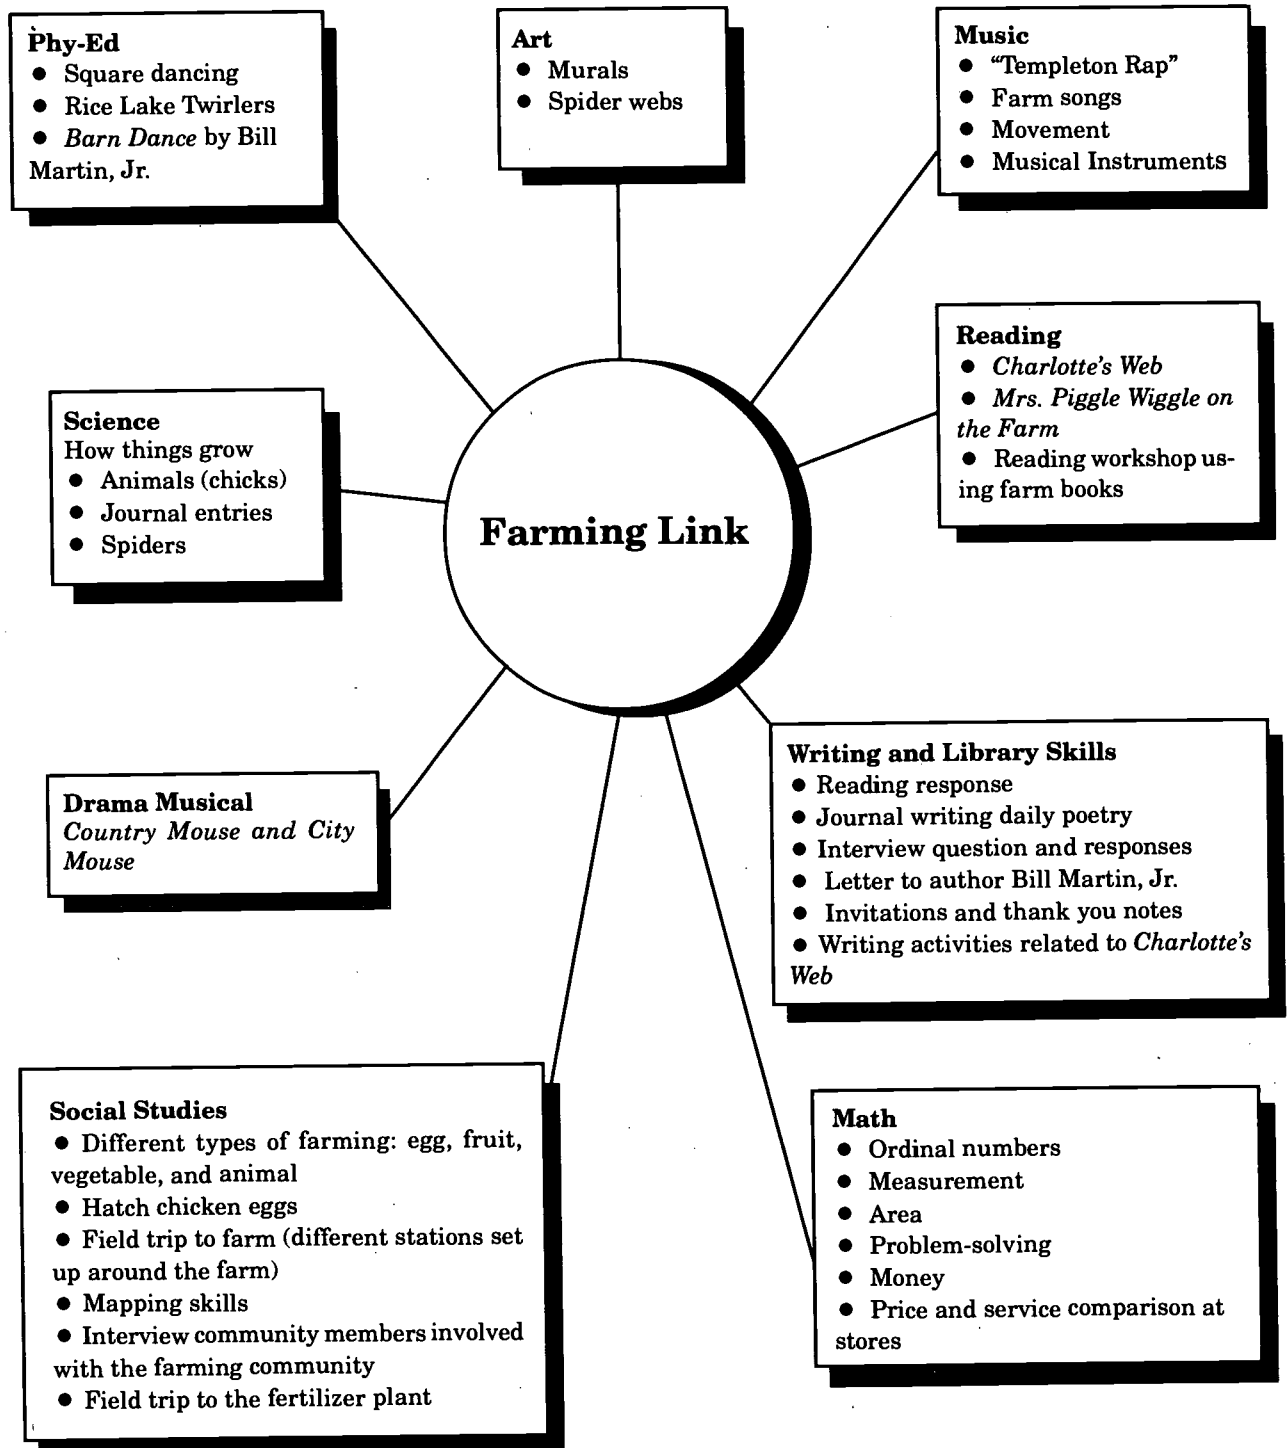 Phy-Ed
● Square dancing
● Rice Lake Twirlers
● Barn Dance by Bill
Martin, Jr.
Art
● Murals
● Spider webs
Music
● “Templeton Rap”
● Farm songs
● Movement
● Musical Instruments
Reading
● Charlotte's Web
● Mrs. Piggle Wiggle on
the Farm
● Reading workshop us-
ing farm books
Science
How things grow
● Animals (chicks)
● Journal entries
● Spiders
Farming Link
Drama Musical
Country Mouse and City
Mouse
Writing and Library Skills
● Reading response
● Journal writing daily poetry
● Interview question and responses
● Letter to author Bill Martin, Jr.
● Invitations and thank you notes
● Writing activities related to Charlotte's
Web
Social Studies
● Different types of farming: egg, fruit,
vegetable, and animal
● Hatch chicken eggs
● Field trip to farm (different stations set
up around the farm)
● Mapping skills
● Interview community members involved
with the farming community
● Field trip to the fertilizer plant
Math
● Ordinal numbers
● Measurement
● Area
● Problem-solving
● Money
● Price and service comparison at
stores